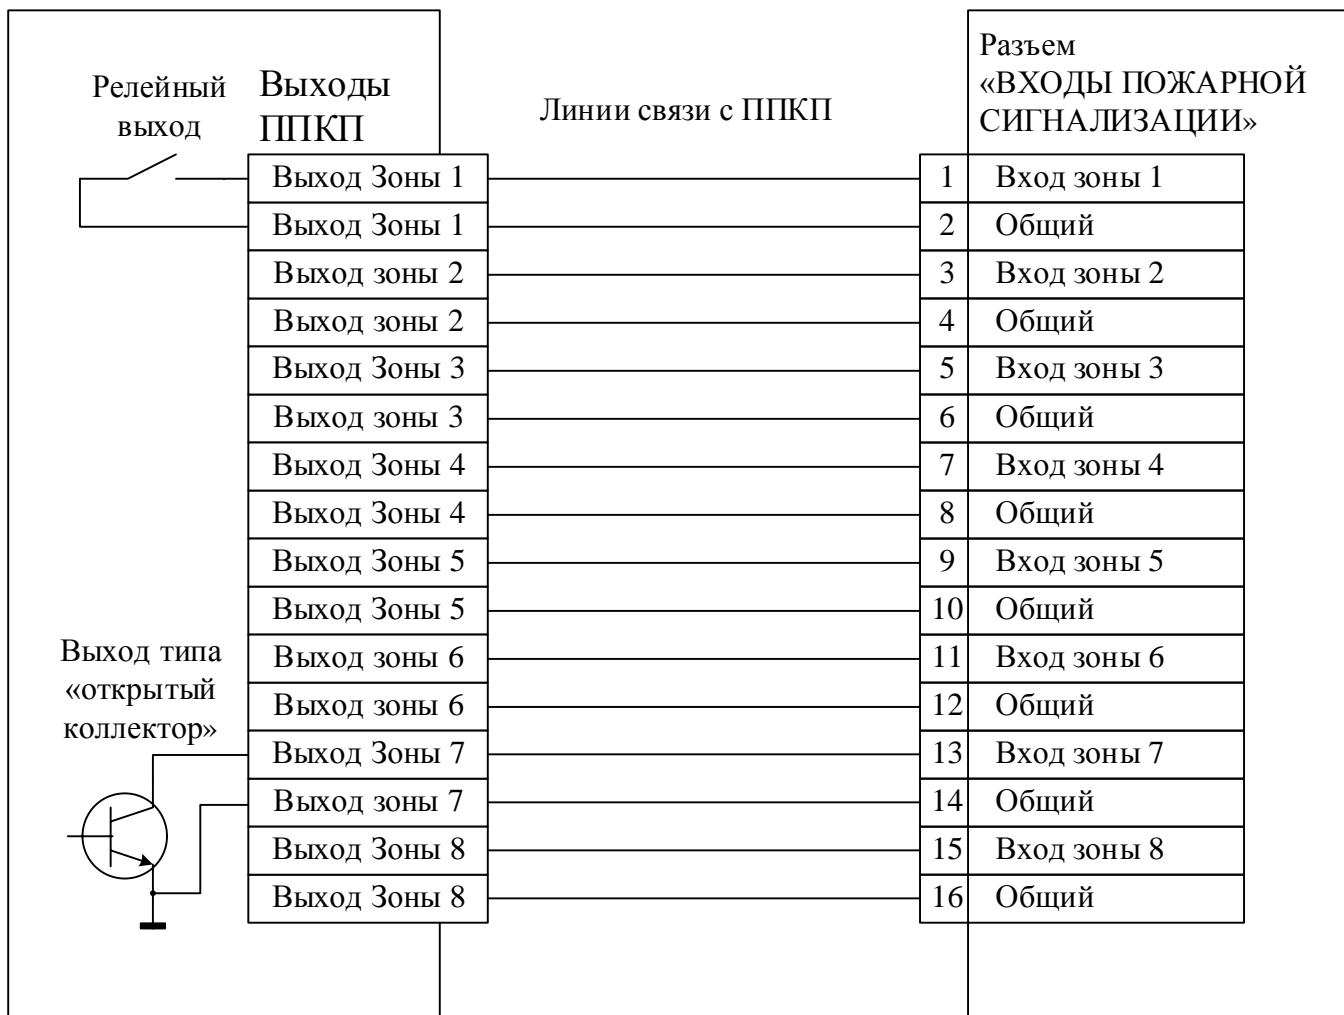 Релейный
выход
Выходы
ППКП
Линии связи с ППКП
Разъем
«ВХОДЫ ПОЖАРНОЙ
СИГНАЛИЗАЦИИ»
Выход Зоны 1
1 Вход зоны 1
Выход Зоны 1
2 Общий
Выход зоны 2
3 Вход зоны 2
Выход зоны 2
4 Общий
Выход Зоны 3
5 Вход зоны 3
Выход зоны 3
6 Общий
Выход Зоны 4
7 Вход зоны 4
Выход Зоны 4
8 Общий
Выход Зоны 5
9 Вход зоны 5
Выход Зоны 5
10 Общий
Выход типа
«открытый
коллектор»
Выход зоны 6
11 Вход зоны 6
Выход зоны 6
12 Общий
Выход Зоны 7
13 Вход зоны 7
Выход зоны 7
14 Общий
Выход Зоны 8
15 Вход зоны 8
Выход Зоны 8
16 Общий